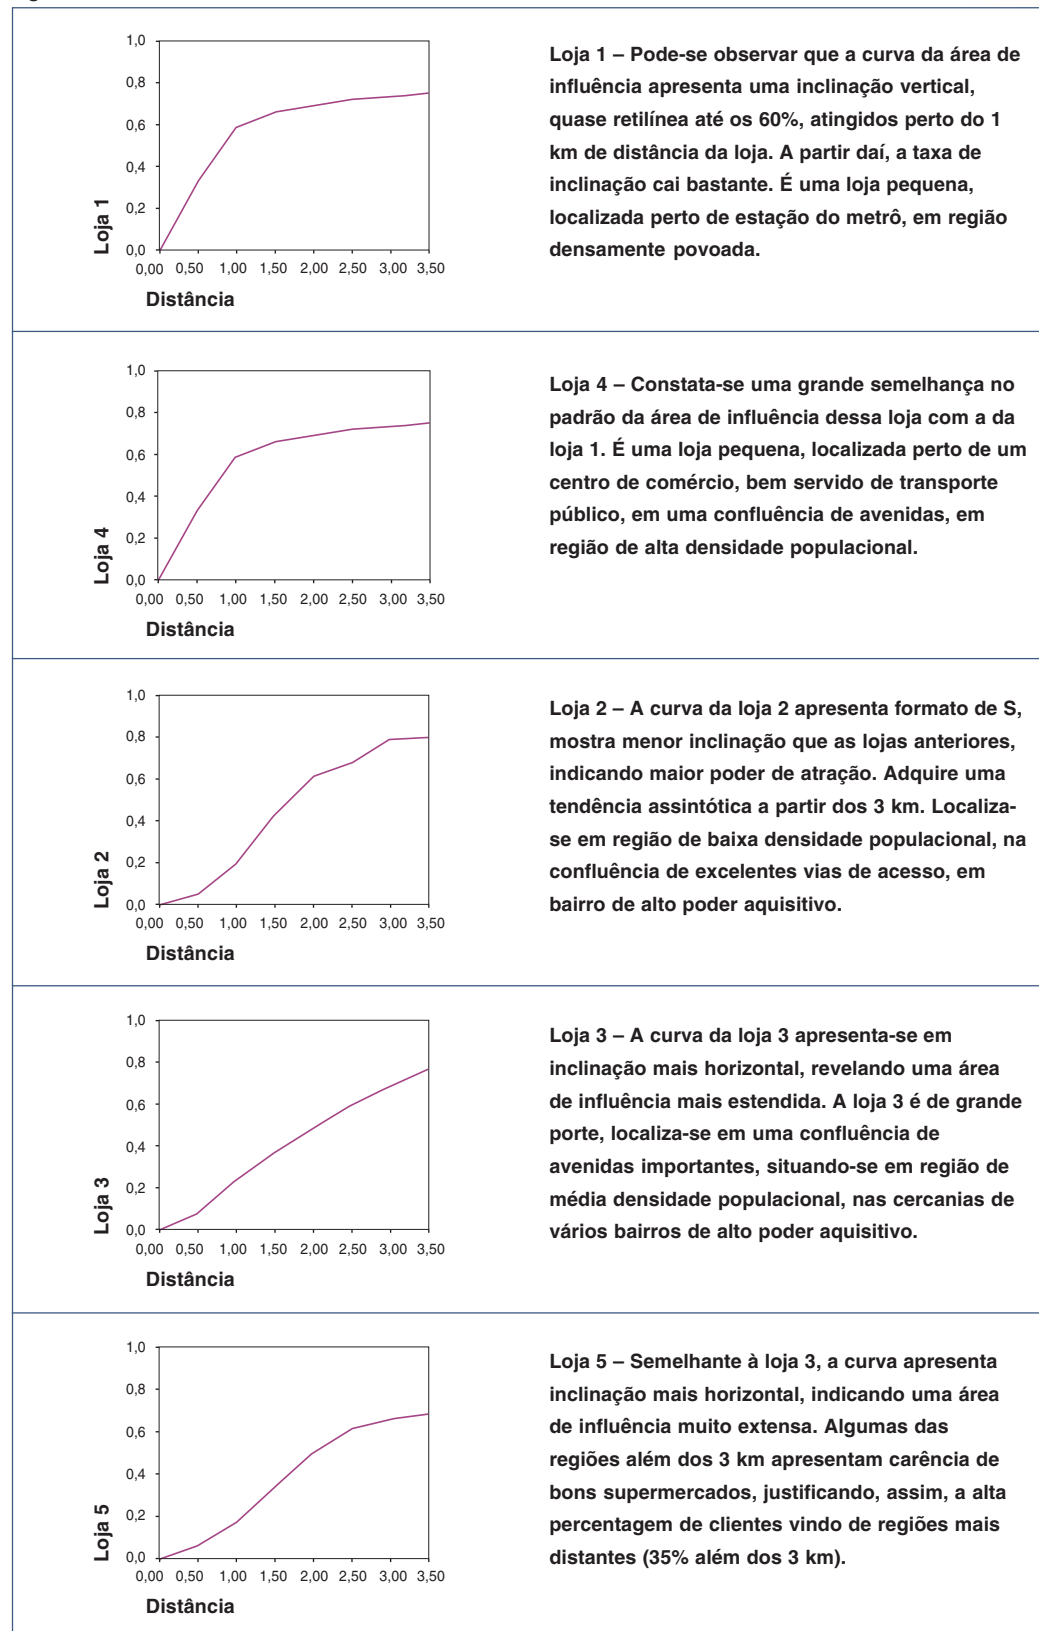 1,0
0,8
0,6
0,4
0,2
0,0
Loja 1
0,00 0,50 1,00 1,50 2,00 2,50 3,00 3,50
Distância
Loja 1 – Pode-se observar que a curva da área de
influência apresenta uma inclinação vertical,
quase retilínea até os 60%, atingidos perto do 1
km de distância da loja. A partir daí, a taxa de
inclinação cai bastante. É uma loja pequena,
localizada perto de estação do metrô, em região
densamente povoada.
1,0
0,8
0,6
0,4
0,2
0,0
Loja 4
0,00 0,50 1,00 1,50 2,00 2,50 3,00 3,50
Distância
Loja 4 – Constata-se uma grande semelhança no
padrão da área de influência dessa loja com a da
loja 1. É uma loja pequena, localizada perto de um
centro de comércio, bem servido de transporte
público, em uma confluência de avenidas, em
região de alta densidade populacional.
1,0
0,8
0,6
0,4
0,2
0,0
Loja 2
0,00 0,50 1,00 1,50 2,00 2,50 3,00 3,50
Distância
Loja 2 – A curva da loja 2 apresenta formato de S,
mostra menor inclinação que as lojas anteriores,
indicando maior poder de atração. Adquire uma
tendência assintótica a partir dos 3 km. Localiza-
se em região de baixa densidade populacional, na
confluência de excelentes vias de acesso, em
bairro de alto poder aquisitivo.
1,0
0,8
0,6
0,4
0,2
0,0
Loja 3
0,00 0,50 1,00 1,50 2,00 2,50 3,00 3,50
Distância
Loja 3 – A curva da loja 3 apresenta-se em
inclinação mais horizontal, revelando uma área
de influência mais estendida. A loja 3 é de grande
porte, localiza-se em uma confluência de
avenidas importantes, situando-se em região de
média densidade populacional, nas cercanias de
vários bairros de alto poder aquisitivo.
1,0
0,8
0,6
0,4
0,2
0,0
Loja 5
0,00 0,50 1,00 1,50 2,00 2,50 3,00 3,50
Distância
Loja 5 – Semelhante à loja 3, a curva apresenta
inclinação mais horizontal, indicando uma área
de influência muito extensa. Algumas das
regiões além dos 3 km apresentam carência de
bons supermercados, justificando, assim, a alta
percentagem de clientes vindo de regiões mais
distantes (35% além dos 3 km).